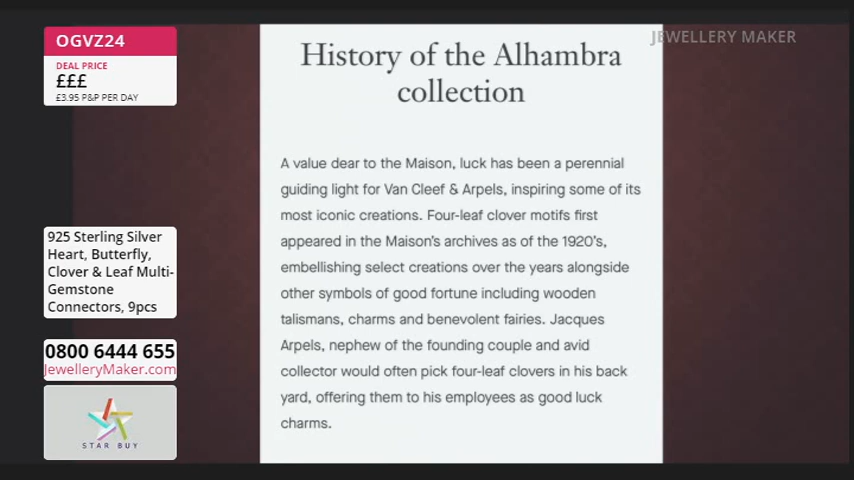 OGVZ24
DEAL PRICE
£££
£3.95 P&P PER DAY
JEWELLERY MAKER
History of the Alhambra
collection
A value dear to the Maison, luck has been a perennial
guiding light for Van Cleef & Arpels, inspiring some of its
most iconic creations. Four-leaf clover motifs first
appeared in the Maison's archives as of the 1920's,
embellishing select creations over the years alongside
other symbols of good fortune including wooden
talismans, charms and benevolent fairies. Jacques
Arpels, nephew of the founding couple and avid
collector would often pick four-leaf clovers in his back
yard, offering them to his employees as good luck
charms.
925 Sterling Silver
Heart, Butterfly,
Clover & Leaf Multi-
Gemstone
Connectors, 9pcs
0800 6444 655
JewelleryMaker.com
STAR BUY